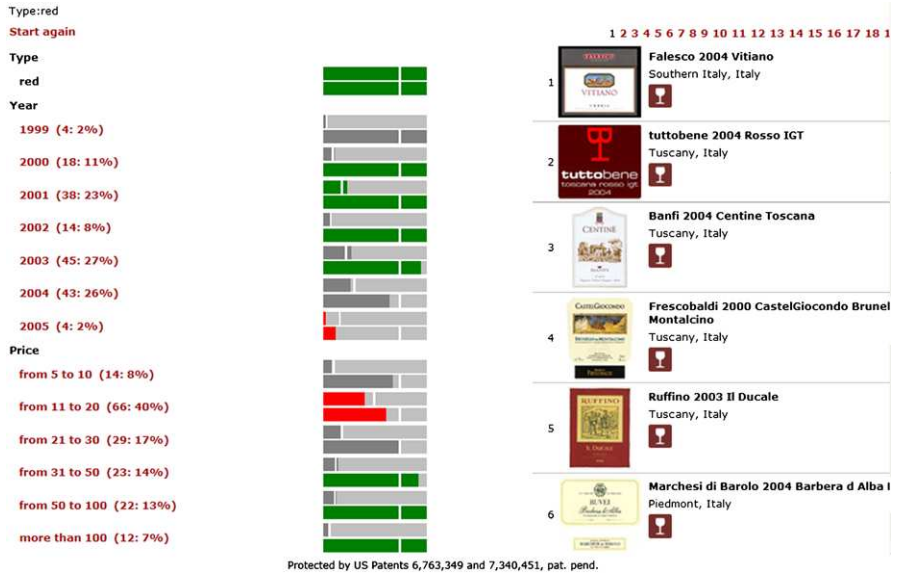 Type:red
Start again
Type
red
Year
1999 (4: 2%)
2000 (18: 11%)
2001 (38: 23%)
2002 (14: 8%)
2003 (45: 27%)
2004 (43: 26%)
2005 (4: 2%)
Price
from 5 to 10 (14: 8%)
from 11 to 20 (66: 40%)
from 21 to 30 (29: 17%)
from 31 to 50 (23: 14%)
from 50 to 100 (22: 13%)
more than 100 (12: 7%)
1 2 3 4 5 6 7 8 9 10 11 12 13 14 15 16 17 18 1
1
VITIANO
Falesco 2004 Vitiano
Southern Italy, Italy
2
tuttobene
toscana rosso igt
2004
tuttobene 2004 Rosso IGT
Tuscany, Italy
3
CENTINE
Banfi 2004 Centine Toscana
Tuscany, Italy
4
CASTELGIOCONDO
Frescobaldi 2000 CastelGiocondo Brunel
Montalcino
Tuscany, Italy
5
RUFFINO
Ruffino 2003 Il Ducale
Tuscany, Italy
6
RUVEI
Barbera d'Alba
Marchesi di Barolo 2004 Barbera d Alba
Piedmont, Italy
Protected by US Patents 6,763,349 and 7,340,451, pat. pend.